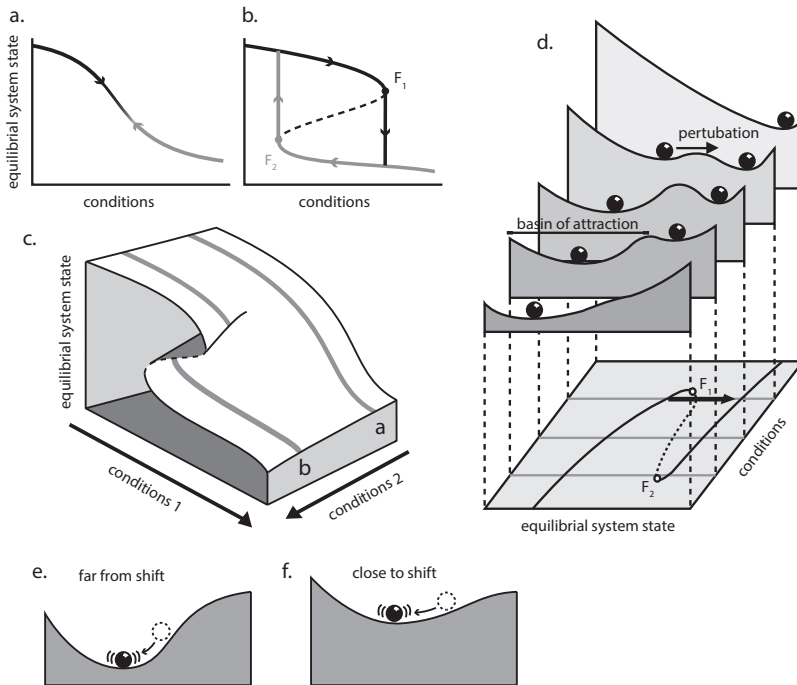 a.
equilibrial system state
conditions
b.
F1
F2
conditions
c.
equilibrial system state
conditions 1
conditions 2
a
b
d.
pertubation
basin of attraction
F1
F2
conditions
equilibrial system state
e.
far from shift
f.
close to shift